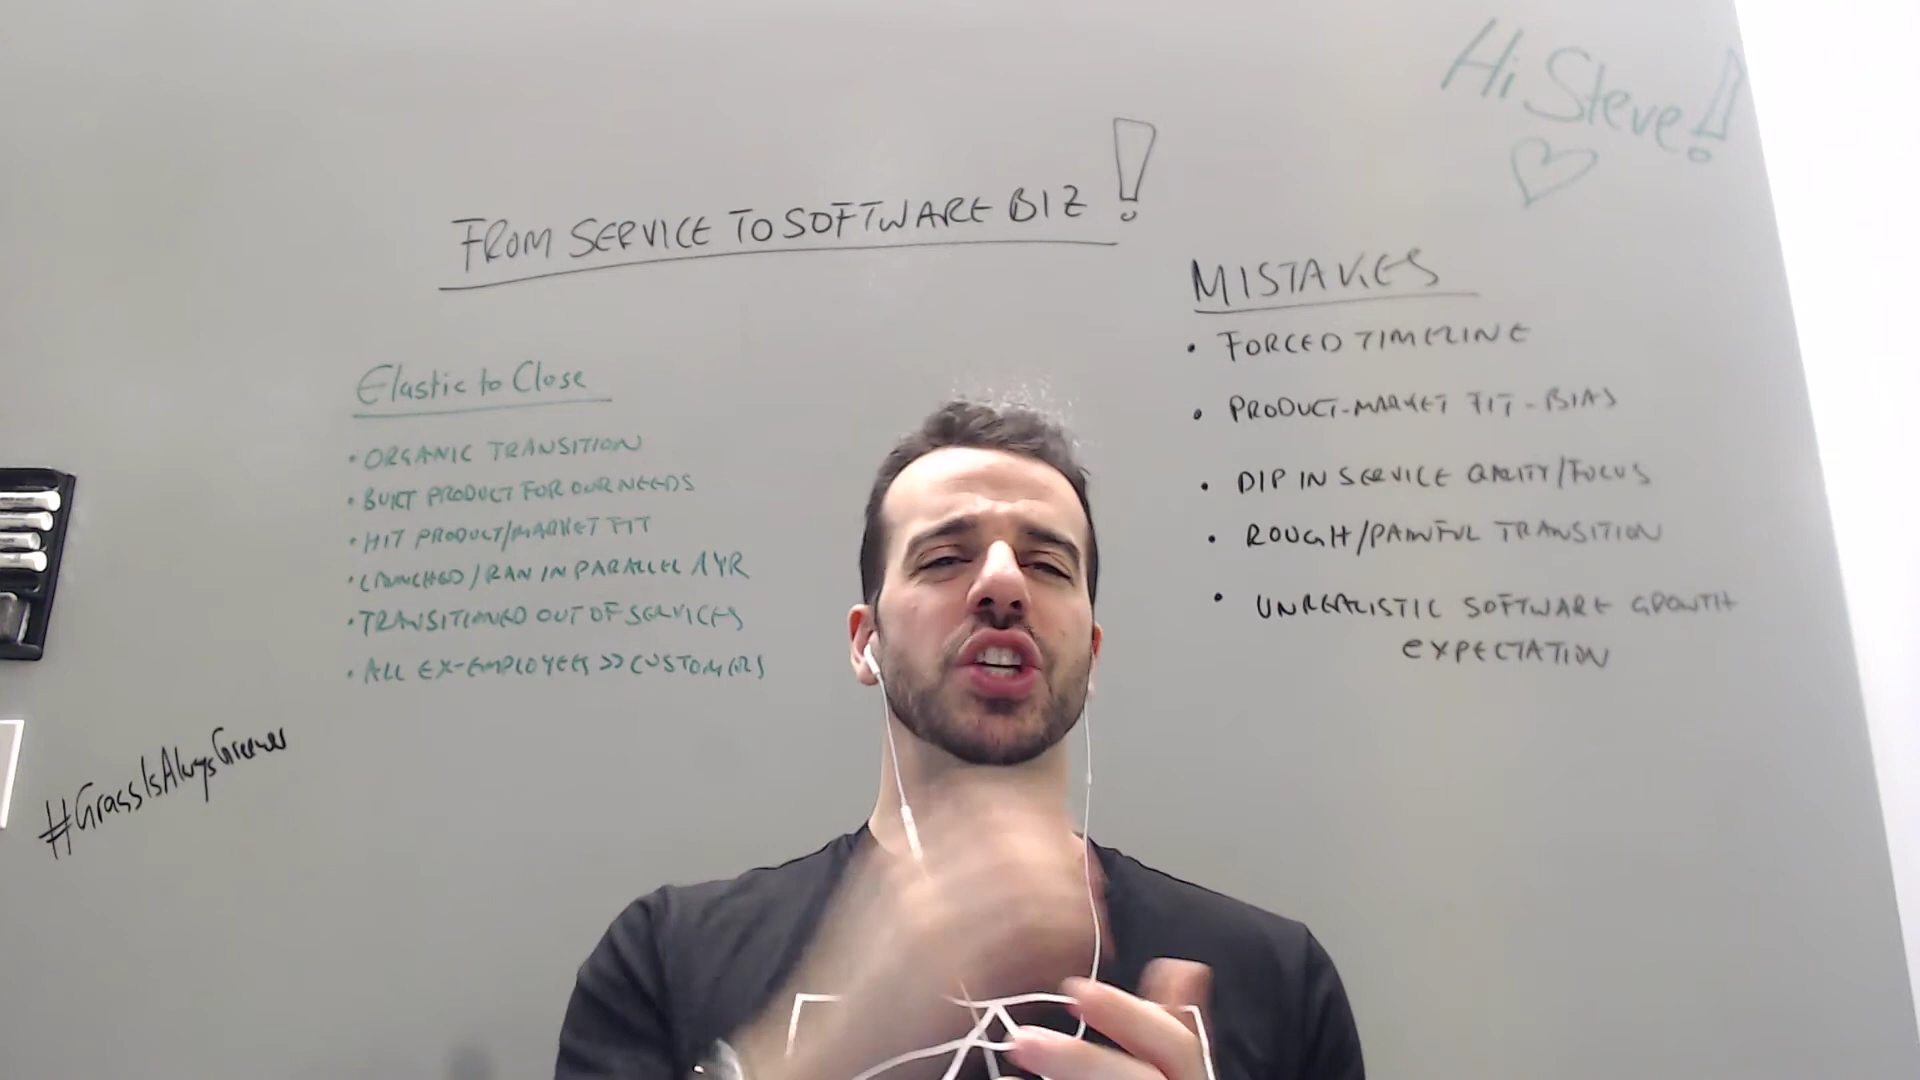 Hi Steve!
FROM SERVICE TO SOFTWARE BIZ!
Elastic to Close
• ORGANIC TRANSITION
• BUILT PRODUCT FOR OUR NEEDS
• HIT PRODUCT/MARKET FIT
• LAUNCHED / RAN IN PARALLEL 1 YR
• TRANSITIONED OUT OF SERVICES
• ALL EX-EMPLOYEES >> CUSTOMERS
#GrassIsAlwaysGreener
MISTAKES
• FORCED TIMELINE
• PRODUCT-MARKET FIT - BIAS
• DIP IN SERVICE QUALITY/FOCUS
• ROUGH/PAINFUL TRANSITION
• UNREALISTIC SOFTWARE GROWTH
EXPECTATION